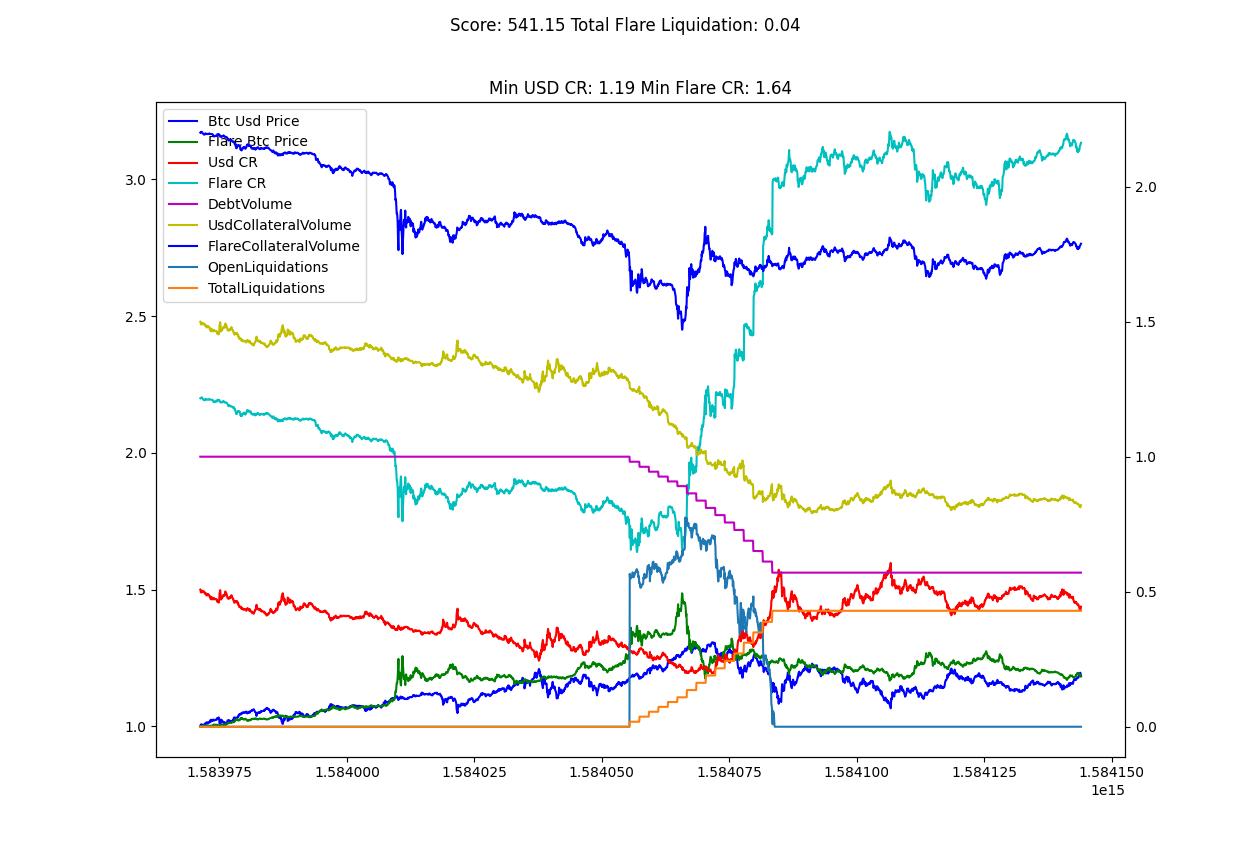 Score: 541.15 Total Flare Liquidation: 0.04
Min USD CR: 1.19 Min Flare CR: 1.64
Btc Usd Price
Flare Btc Price
Usd CR
Flare CR
DebtVolume
UsdCollateralVolume
FlareCollateralVolume
OpenLiquidations
TotalLiquidations
3.0
2.5
2.0
1.5
1.0
2.0
1.5
1.0
0.5
0.0
1.583975 1.584000 1.584025 1.584050 1.584075 1.584100 1.584125 1.584150
1e15